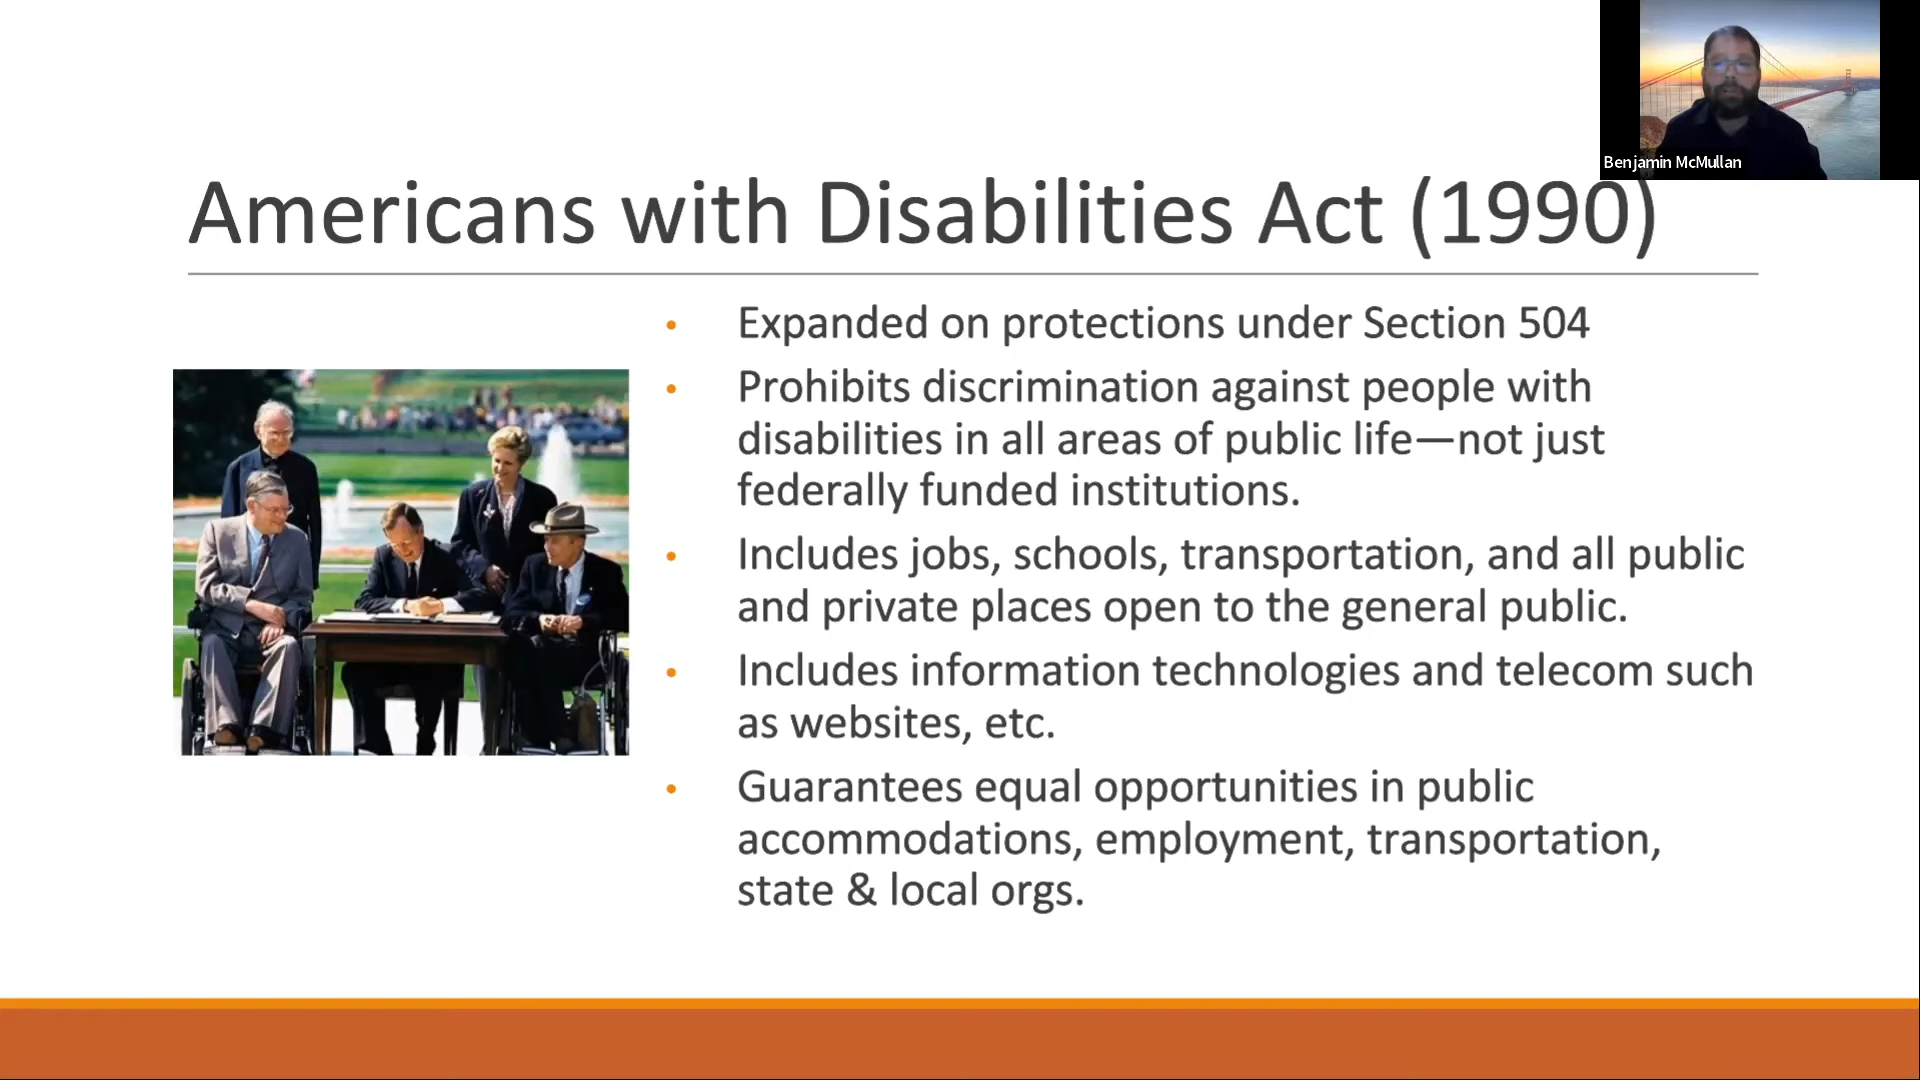 Benjamin McMullan
Americans with Disabilities Act (1990)
• Expanded on protections under Section 504
• Prohibits discrimination against people with
disabilities in all areas of public life—not just
federally funded institutions.
• Includes jobs, schools, transportation, and all public
and private places open to the general public.
• Includes information technologies and telecom such
as websites, etc.
• Guarantees equal opportunities in public
accommodations, employment, transportation,
state & local orgs.